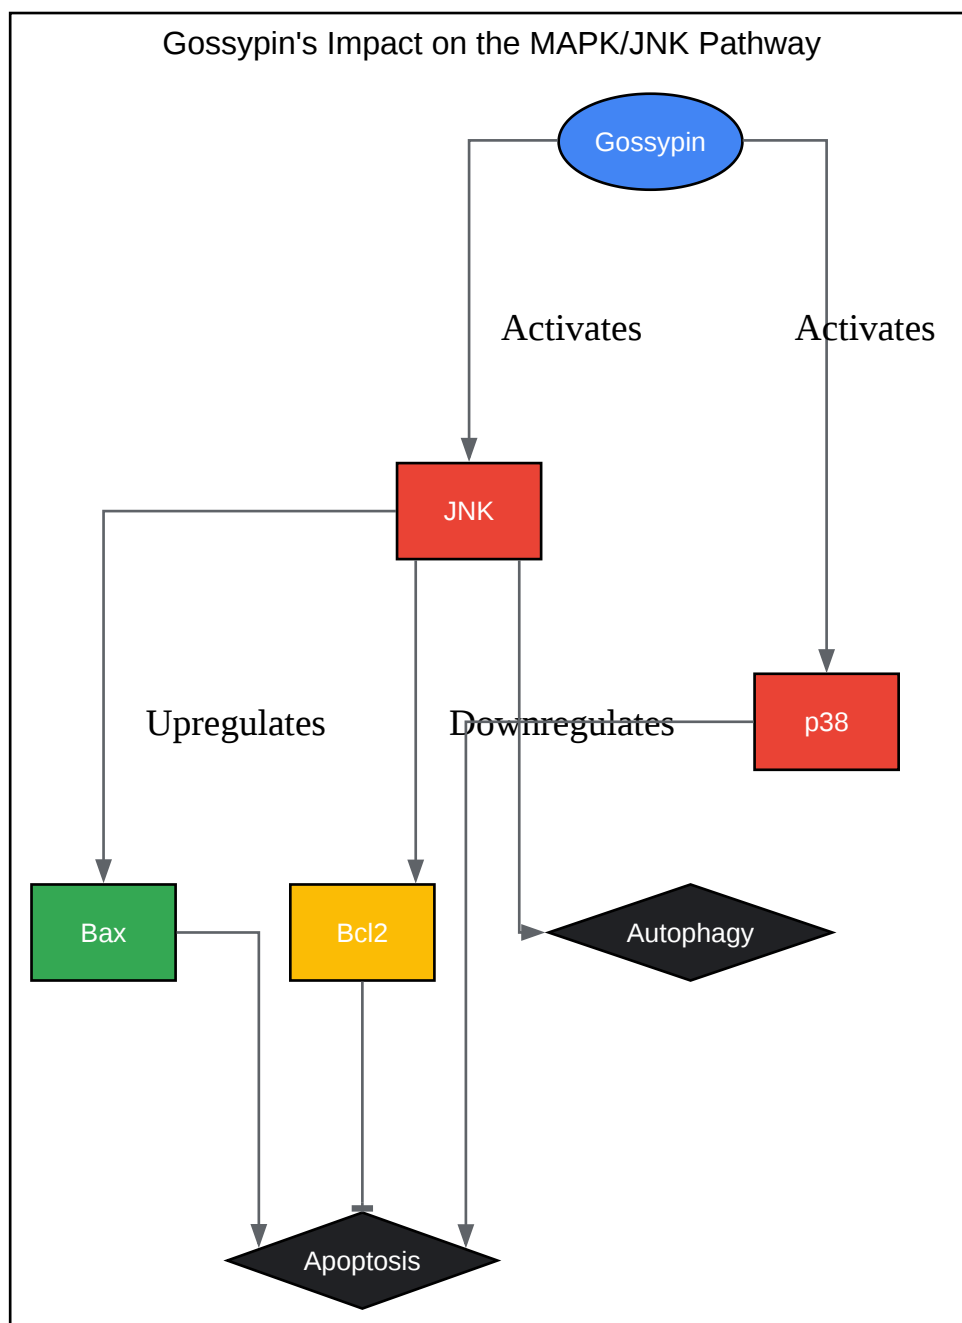 Gossypin's Impact on the MAPK/JNK Pathway
Gossypin
Activates
Activates
JNK
Upregulates
Downregulates
p38
Bax
Bcl2
Autophagy
Apoptosis